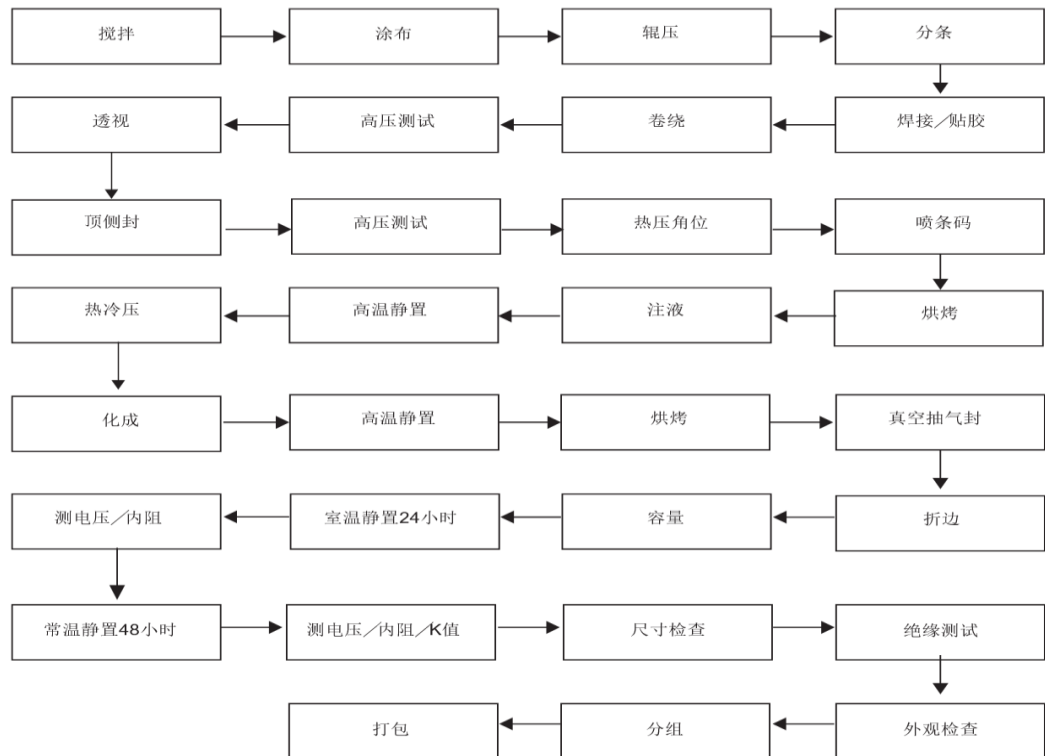 搅拌
涂布
辊压
分条
透视
高压测试
卷绕
焊接/贴胶
顶侧封
高压测试
热压角位
喷条码
热冷压
高温静置
注液
烘烤
化成
高温静置
烘烤
真空抽气封
测电压/内阻
室温静置24小时
容量
折边
常温静置48小时
测电压/内阻/K值
尺寸检查
绝缘测试
打包
分组
外观检查